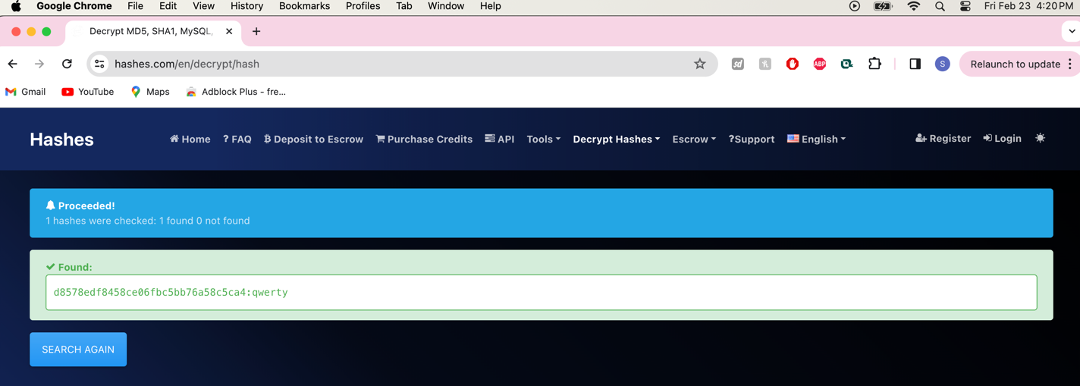 Google Chrome File Edit View History Bookmarks Profiles Tab Window Help Fri Feb 23 4:20 PM
Decrypt MD5, SHA1, MySQL,
hashes.com/en/decrypt/hash ABP S Relaunch to update
Gmail YouTube Maps Adblock Plus - fre...
Hashes Home ? FAQ Deposit to Escrow Purchase Credits API Tools Decrypt Hashes Escrow ?Support English Register Login
Proceeded!
1 hashes were checked: 1 found 0 not found
Found:
d8578edf8458ce06fbc5bb76a58c5ca4:qwerty
SEARCH AGAIN